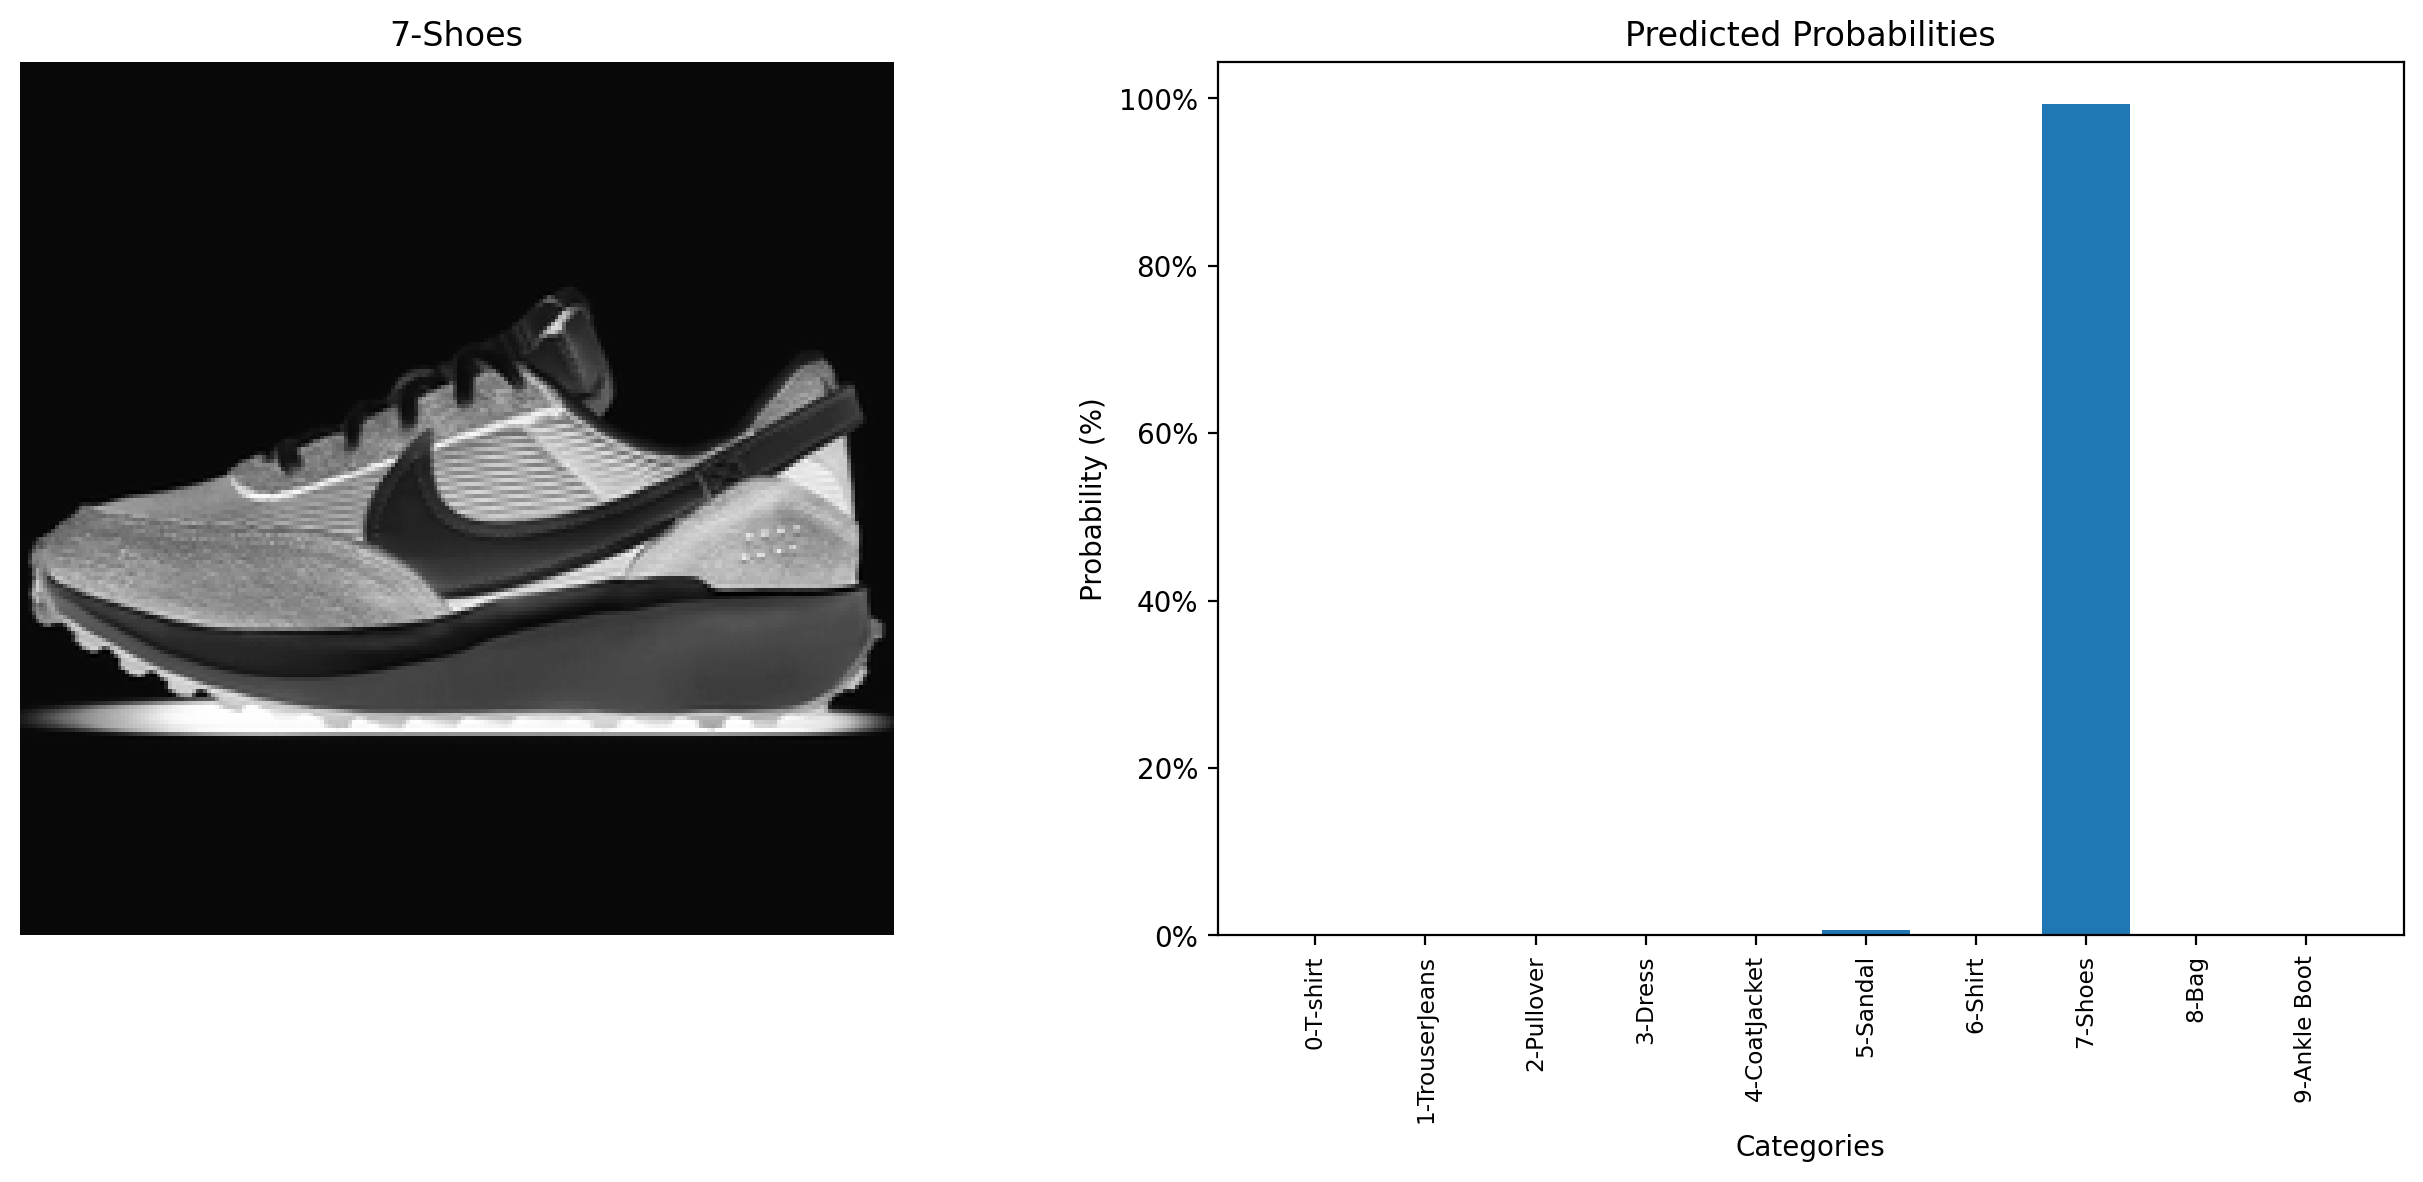 7-Shoes
Predicted Probabilities
Probability (%)
100%
80%
60%
40%
20%
0%
0-T-shirt
1-TrouserJeans
2-Pullover
3-Dress
4-CoatJacket
5-Sandal
6-Shirt
7-Shoes
8-Bag
9-Ankle Boot
Categories